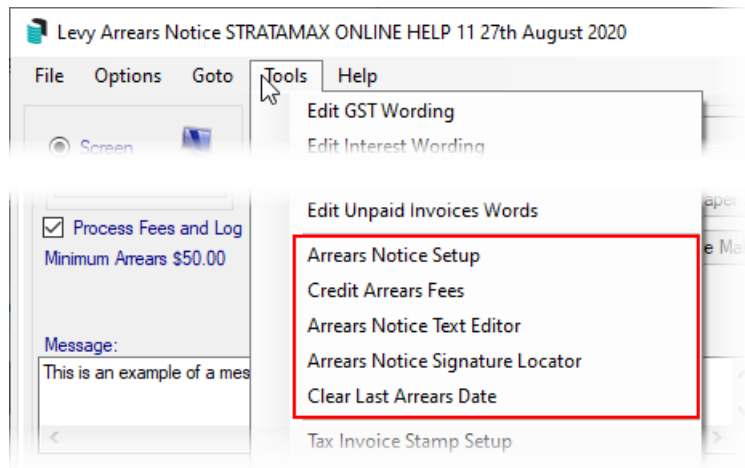 Levy Arrears Notice STRATAMAX ONLINE HELP 11 27th August 2020
File Options Goto Tools Help
Edit GST Wording
Screen
Edit Interest Wording
Edit Unpaid Invoices Words
Process Fees and Log
Minimum Arrears $50.00
Arrears Notice Setup
Credit Arrears Fees
Arrears Notice Text Editor
Arrears Notice Signature Locator
Clear Last Arrears Date
Message:
This is an example of a mes
Tax Invoice Stamp Setup